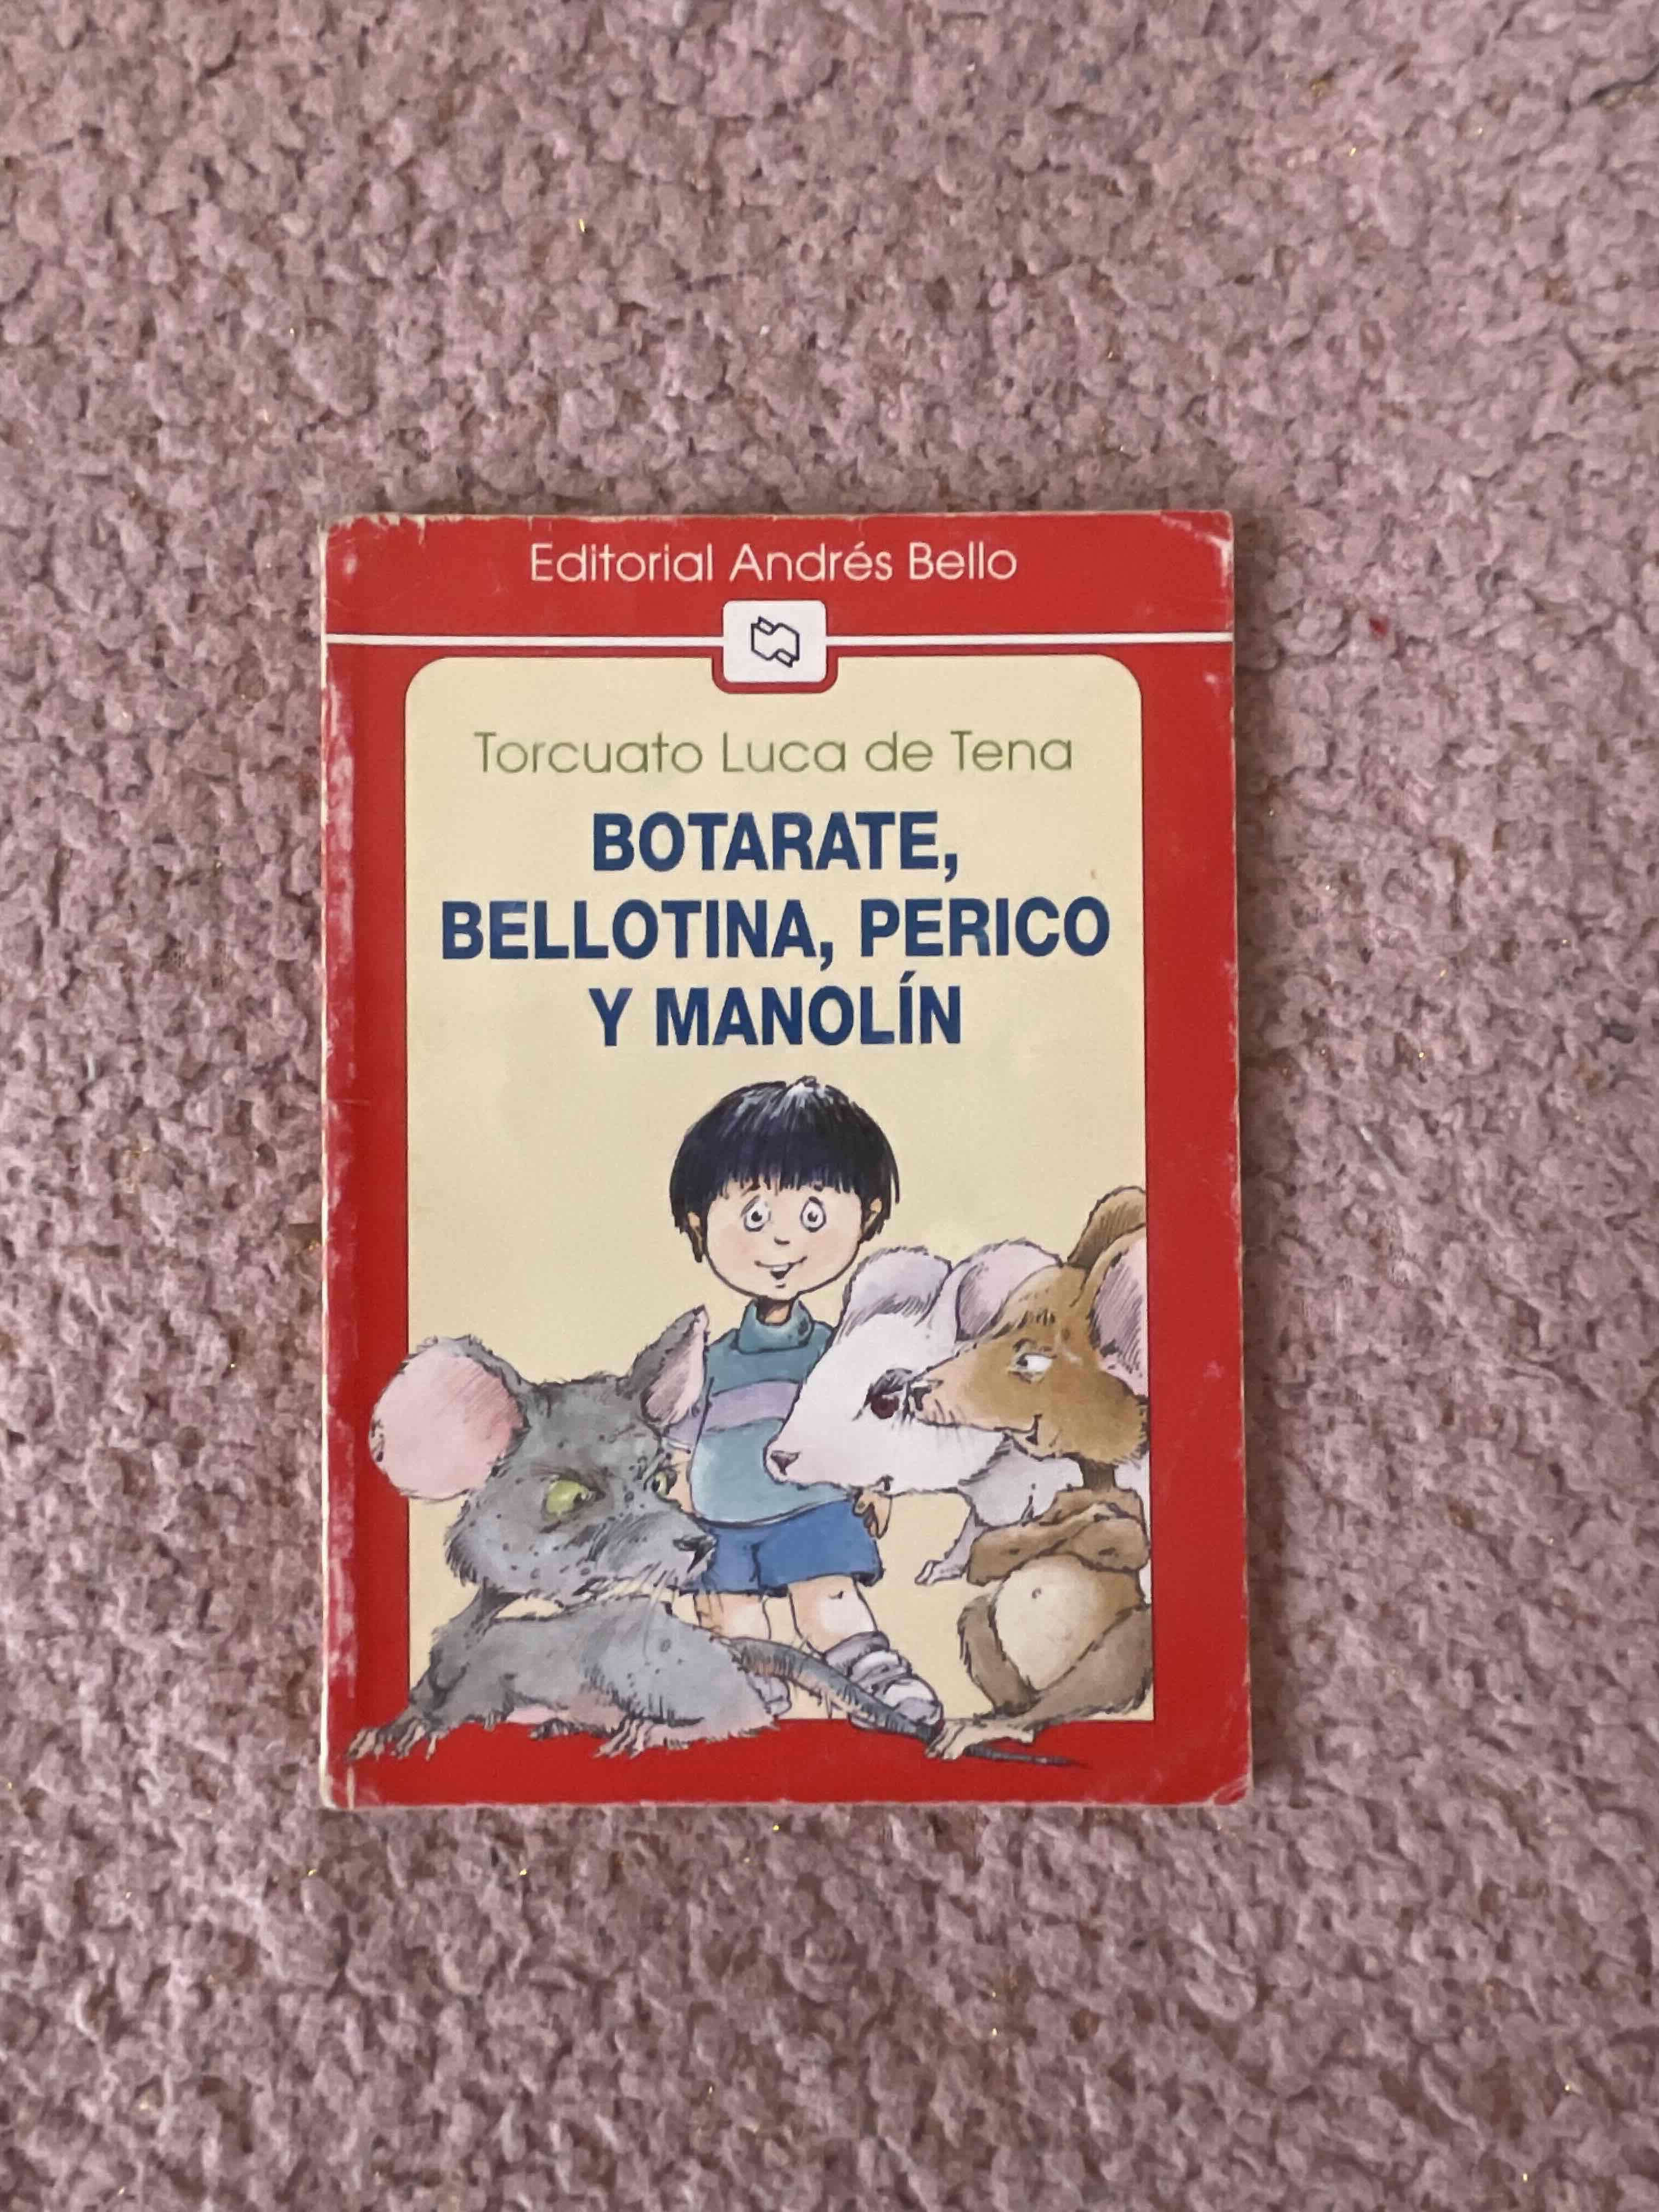 Editorial Andrés Bello
Torcuato Luca de Tena
BOTARATE,
BELLOTINA, PERICO
Y MANOLÍN